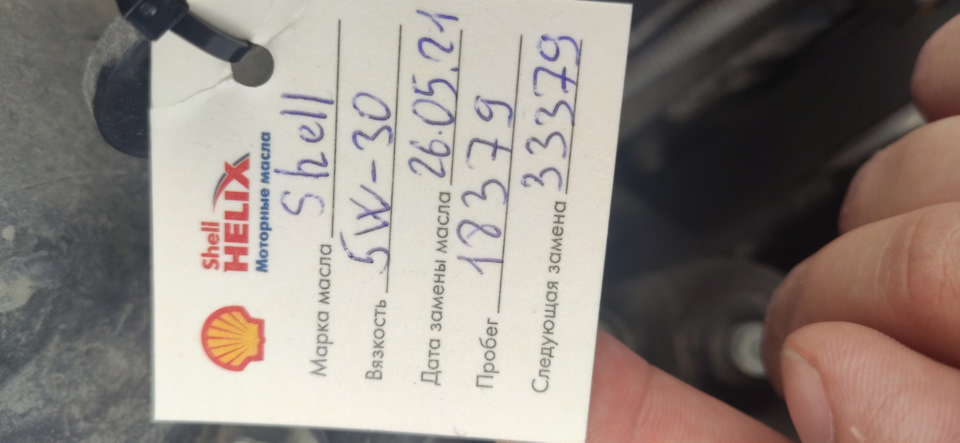 Shell
HELIX
Моторные масла
Марка масла Shell
Вязкость 5W-30
Дата замены масла 26.05.21
Пробег 18379
Следующая замена 33379